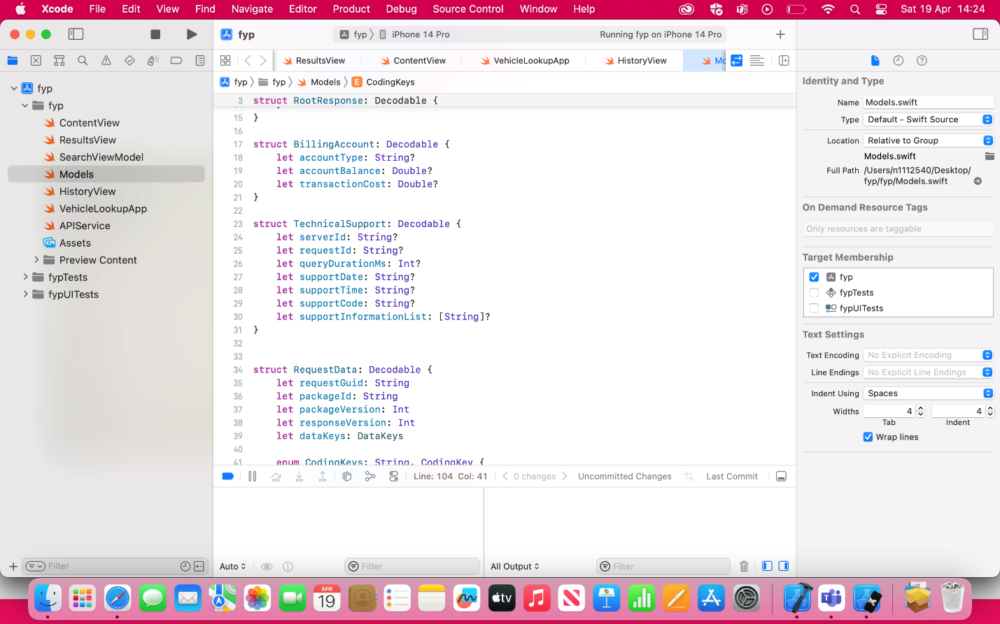 Xcode File Edit View Find Navigate Editor Product Debug Source Control Window Help Sat 19 Apr 14:24
fyp
fyp iPhone 14 Pro Running fyp on iPhone 14 Pro
ResultsView ContentView VehicleLookupApp HistoryView
fyp fyp Models E CodingKeys
fyp
fyp
ContentView
ResultsView
SearchViewModel
Models
HistoryView
VehicleLookupApp
APIService
Assets
Preview Content
fypTests
fypUITests
Filter
3 struct RootResponse: Decodable {
15 }
16
17 struct BillingAccount: Decodable {
18 let accountType: String?
19 let accountBalance: Double?
20 let transactionCost: Double?
21 }
22
23 struct TechnicalSupport: Decodable {
24 let serverId: String?
25 let requestId: String?
26 let queryDurationMs: Int?
27 let supportDate: String?
28 let supportTime: String?
29 let supportCode: String?
30 let supportInformationList: [String]?
31 }
32
33
34 struct RequestData: Decodable {
35 let requestGuid: String
36 let packageId: String
37 let packageVersion: Int
38 let responseVersion: Int
39 let dataKeys: DataKeys
40
41 enum CodingKeys: String, CodingKey {
Line: 104 Col: 41 0 changes Uncommitted Changes Last Commit
Auto Filter All Output Filter
Identity and Type
Name Models.swift
Type Default - Swift Source
Location Relative to Group
Models.swift
Full Path /Users/n1112540/Desktop/
fyp/fyp/Models.swift
On Demand Resource Tags
Only resources are taggable
Target Membership
fyp
fypTests
fypUITests
Text Settings
Text Encoding No Explicit Encoding
Line Endings No Explicit Line Endings
Indent Using Spaces
Widths 4 4
Tab Indent
Wrap lines
APR
19
tv